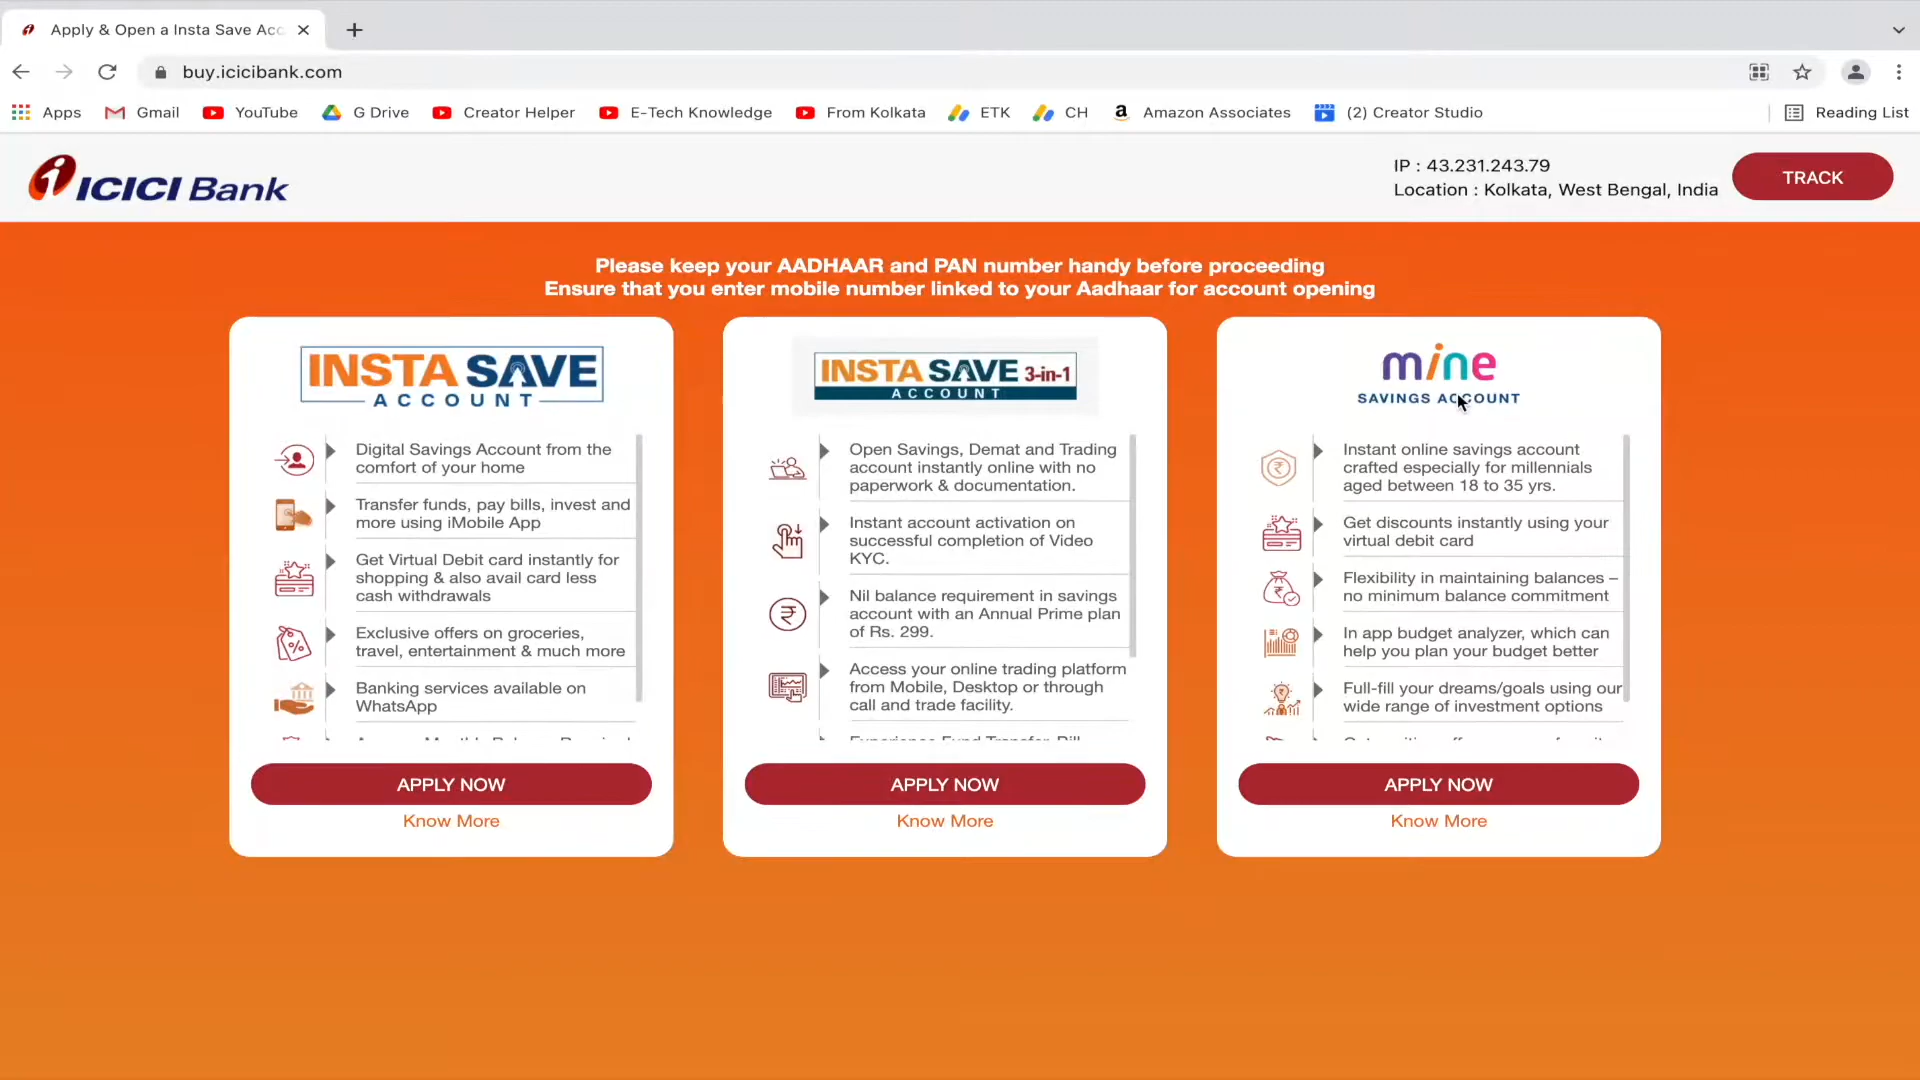 Apply & Open a Insta Save Acc
buy.icicibank.com
Apps Gmail YouTube G Drive Creator Helper E-Tech Knowledge From Kolkata ETK CH Amazon Associates (2) Creator Studio Reading List
ICICI Bank
IP : 43.231.243.79
Location : Kolkata, West Bengal, India
TRACK
Please keep your AADHAAR and PAN number handy before proceeding
Ensure that you enter mobile number linked to your Aadhaar for account opening
INSTA SAVE
ACCOUNT
Digital Savings Account from the
comfort of your home
Transfer funds, pay bills, invest and
more using iMobile App
Get Virtual Debit card instantly for
shopping & also avail card less
cash withdrawals
Exclusive offers on groceries,
travel, entertainment & much more
Banking services available on
WhatsApp
APPLY NOW
Know More
INSTA SAVE 3-in-1
ACCOUNT
Open Savings, Demat and Trading
account instantly online with no
paperwork & documentation.
Instant account activation on
successful completion of Video
KYC.
Nil balance requirement in savings
account with an Annual Prime plan
of Rs. 299.
Access your online trading platform
from Mobile, Desktop or through
call and trade facility.
Experience Fund Transfer, Bill
APPLY NOW
Know More
mine
SAVINGS ACCOUNT
Instant online savings account
crafted especially for millennials
aged between 18 to 35 yrs.
Get discounts instantly using your
virtual debit card
Flexibility in maintaining balances –
no minimum balance commitment
In app budget analyzer, which can
help you plan your budget better
Full-fill your dreams/goals using our
wide range of investment options
APPLY NOW
Know More